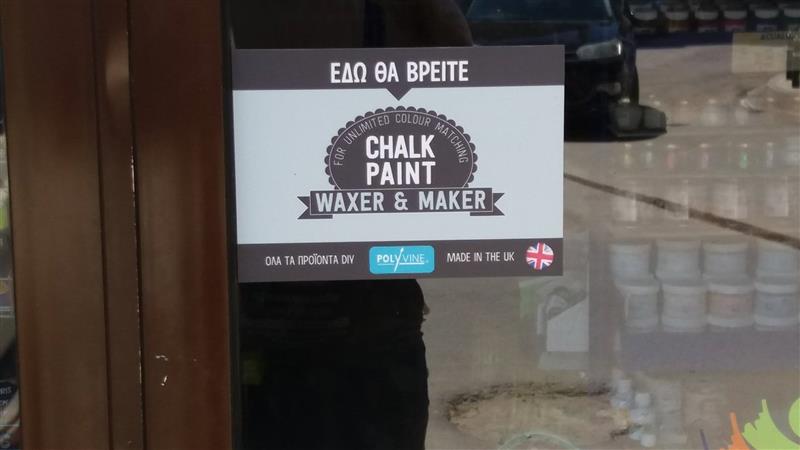 ΕΔΩ ΘΑ ΒΡΕΙΤΕ
FOR UNLIMITED COLOUR MATCHING
CHALK
PAINT
WAXER & MAKER
ΟΛΑ ΤΑ ΠΡΟΪΟΝΤΑ DIY POLYVINE MADE IN THE UK